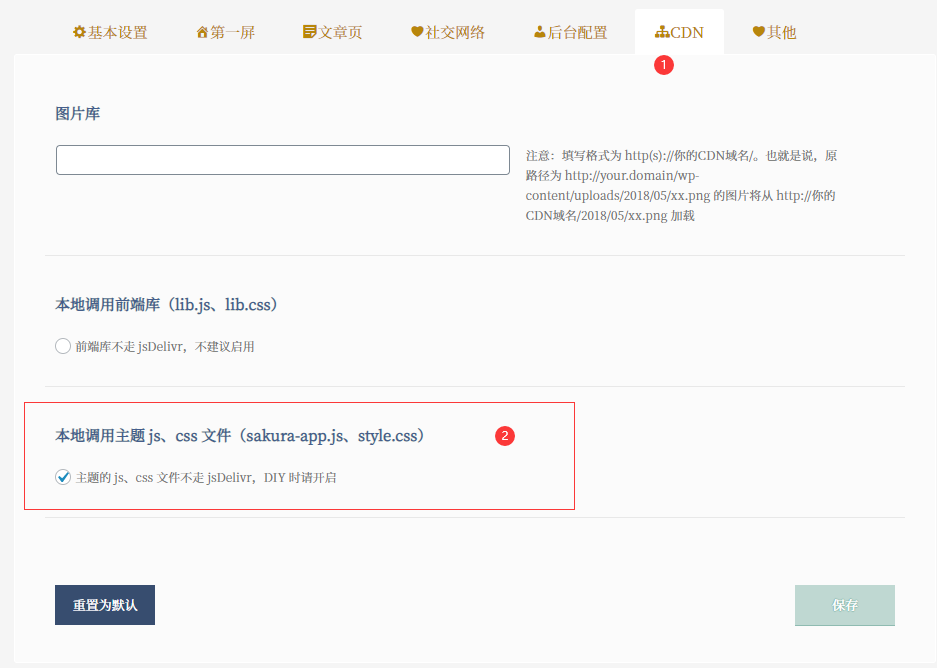 基本设置 第一屏 文章页 社交网络 后台配置 CDN 其他
1
图片库
注意：填写格式为 http(s)://你的CDN域名/。也就是说，原
路径为 http://your.domain/wp-
content/uploads/2018/05/xx.png 的图片将从 http://你的
CDN域名/2018/05/xx.png 加载
本地调用前端库（lib.js、lib.css）
前端库不走 jsDelivr，不建议启用
本地调用主题 js、css 文件（sakura-app.js、style.css）
2
主题的 js、css 文件不走 jsDelivr，DIY 时请开启
重置为默认
保存